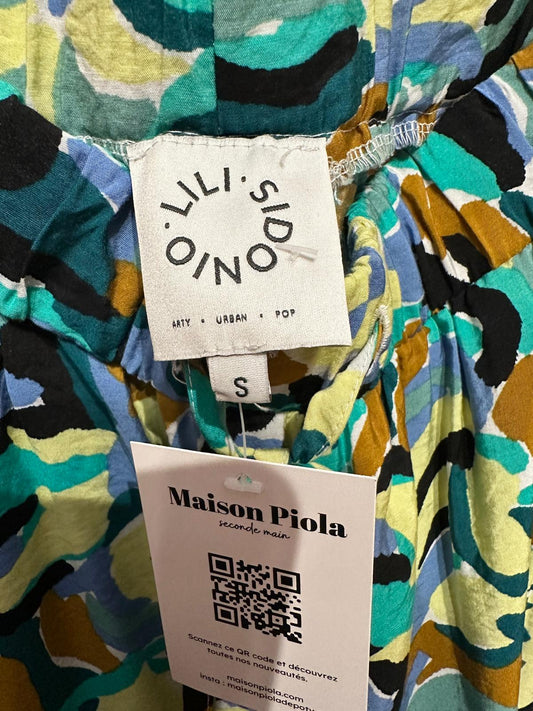 LILI · SIDONIO ·
ARTY • URBAN • POP
S
Maison Piola
seconde main
Scannez ce QR code et découvrez
toutes nos nouveautés.
maisonpiola.com
insta : maisonpioladepotv